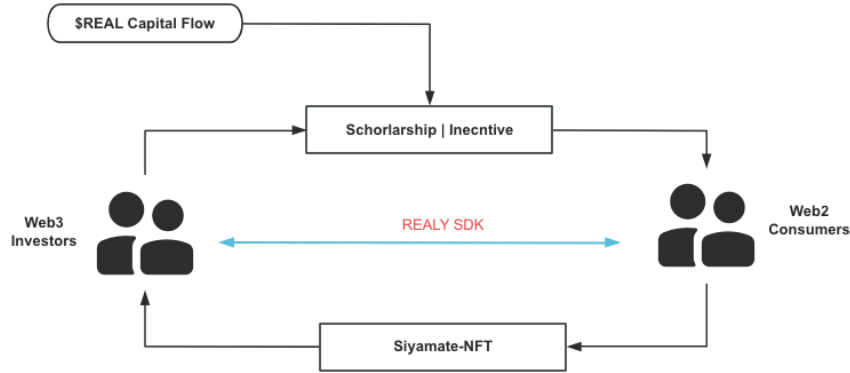 $REAL Capital Flow
Schorlarship | Inecntive
REALY SDK
Web3
Investors
Web2
Consumers
Siyamate-NFT